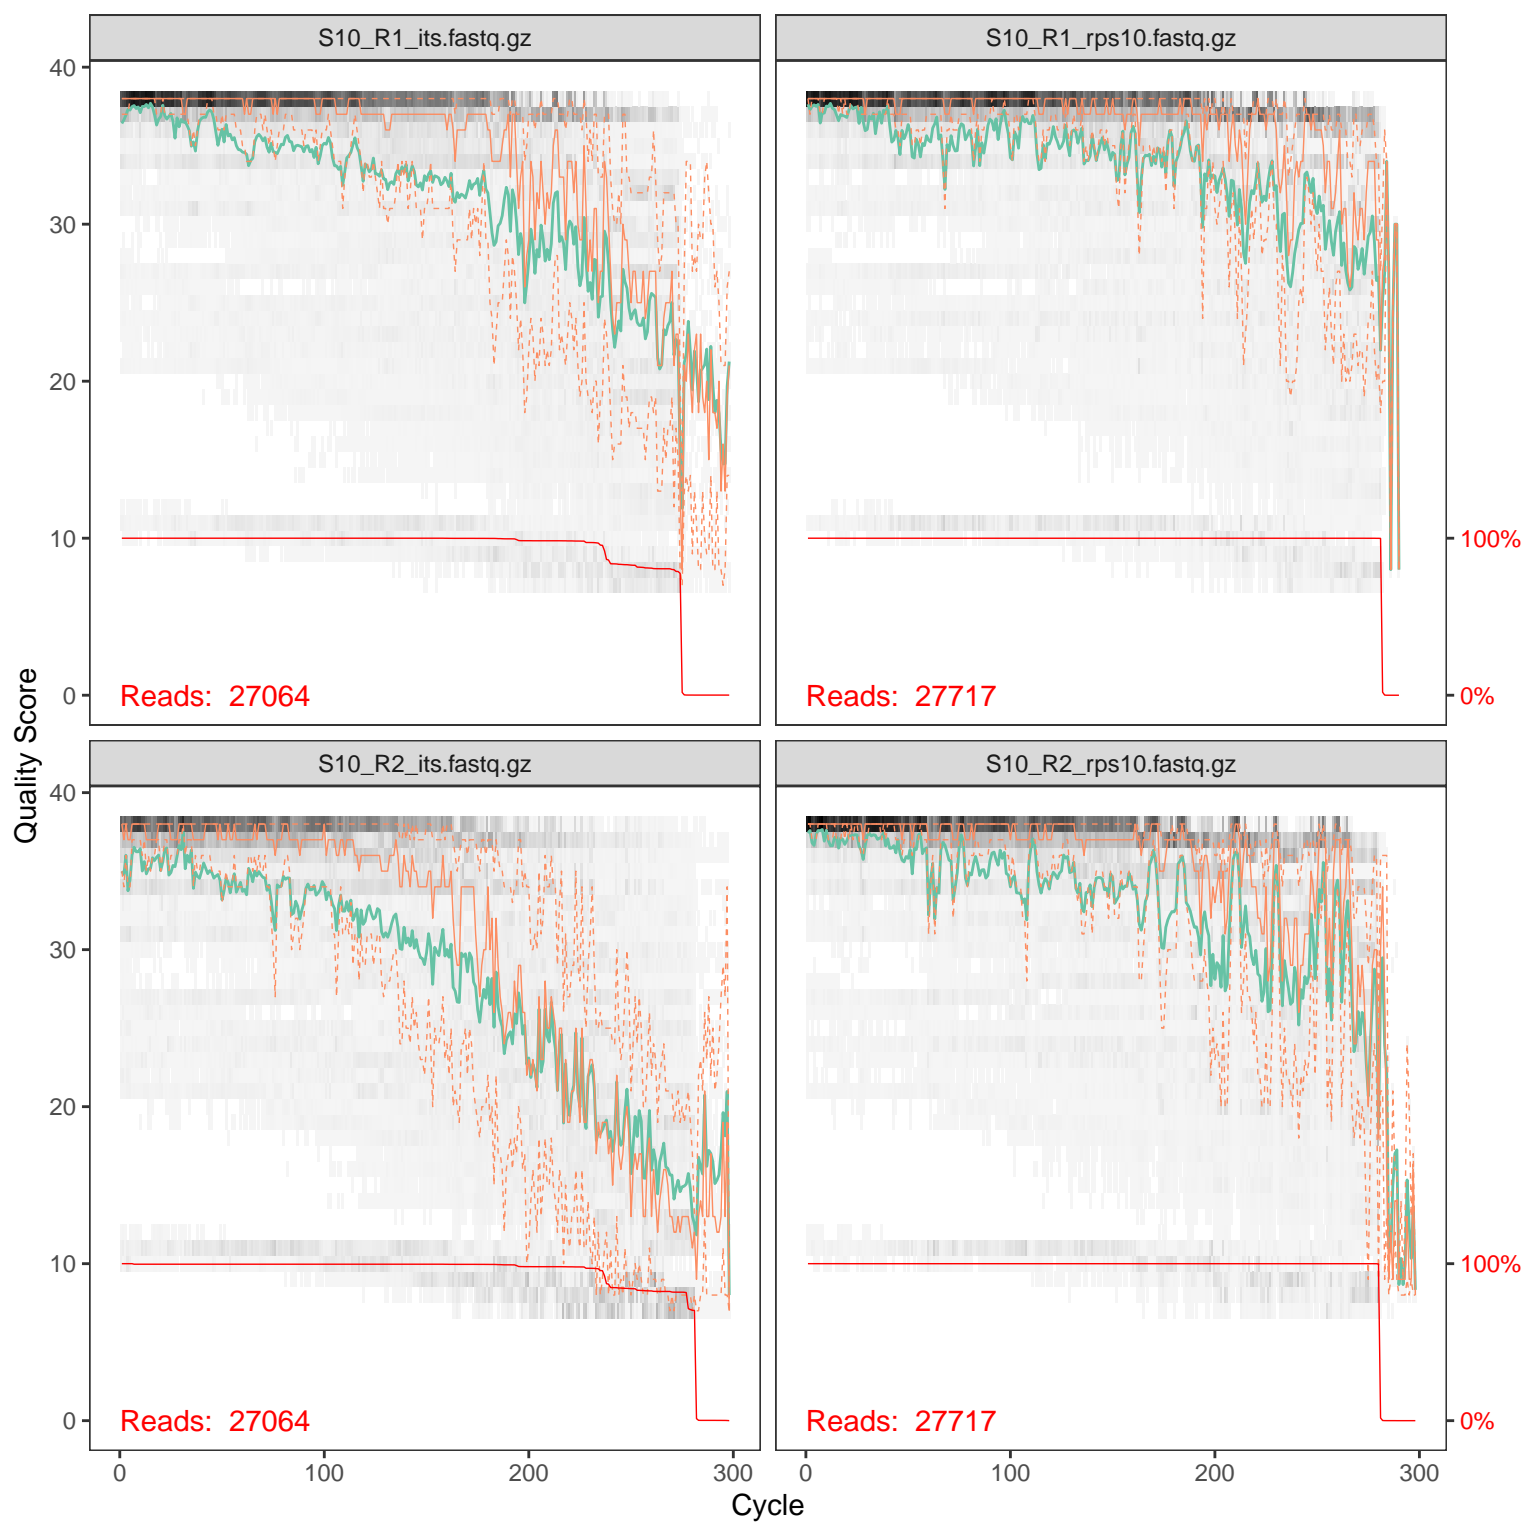 S10_R1_its.fastq.gz
S10_R1_rps10.fastq.gz
40
30
20
10
0
Reads: 27064
Reads: 27717
100%
0%
Quality Score
S10_R2_its.fastq.gz
S10_R2_rps10.fastq.gz
40
30
20
10
0
Reads: 27064
Reads: 27717
100%
0%
0 100 200 300
0 100 200 300
Cycle